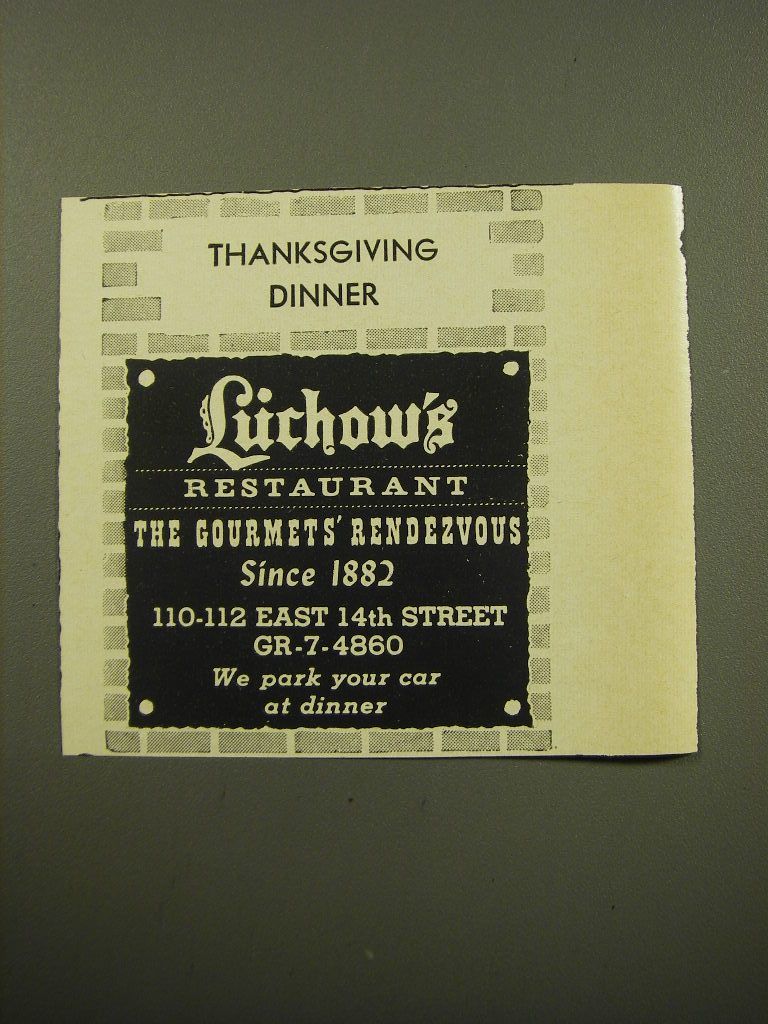 THANKSGIVING
DINNER
Lüchow's
RESTAURANT
THE GOURMETS' RENDEZVOUS
Since 1882
110-112 EAST 14th STREET
GR-7-4860
We park your car
at dinner